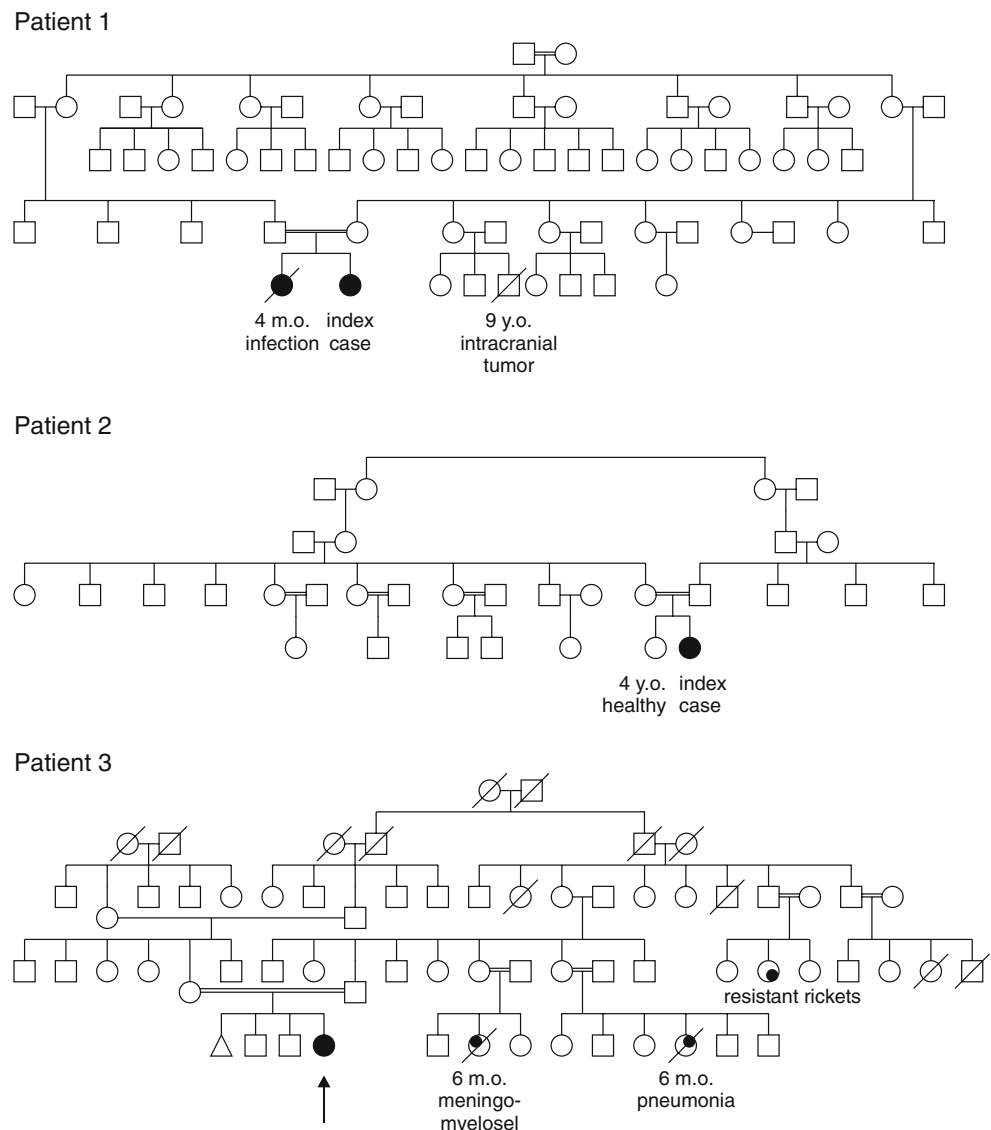 Patient 1
4 m.o. index
infection case
9 y.o.
intracranial
tumor
Patient 2
4 y.o. index
healthy case
Patient 3
resistant rickets
6 m.o.
meningo-
myelosel
6 m.o.
pneumonia